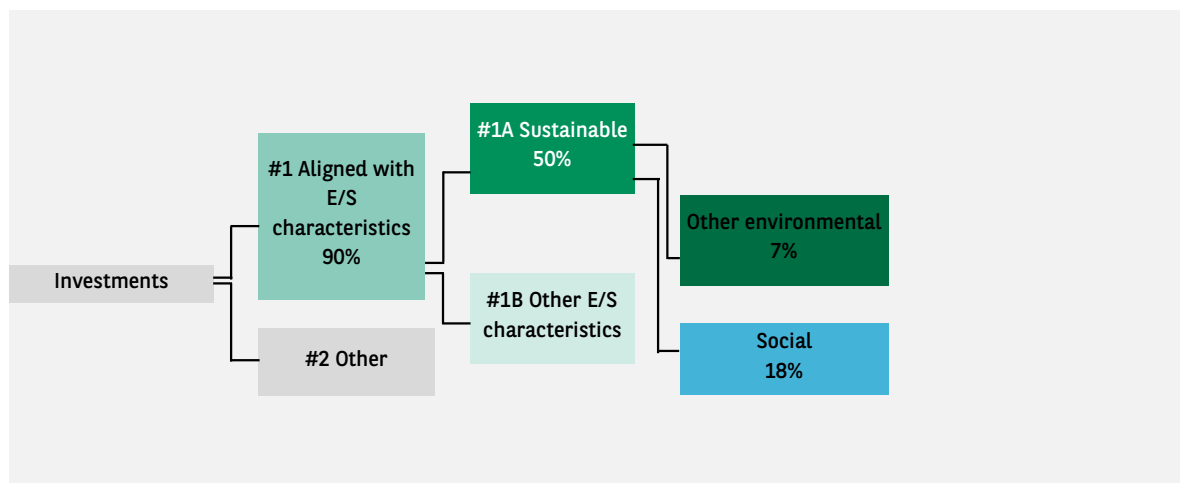 Investments
#1 Aligned with
E/S
characteristics
90%
#2 Other
#1A Sustainable
50%
#1B Other E/S
characteristics
Other environmental
7%
Social
18%